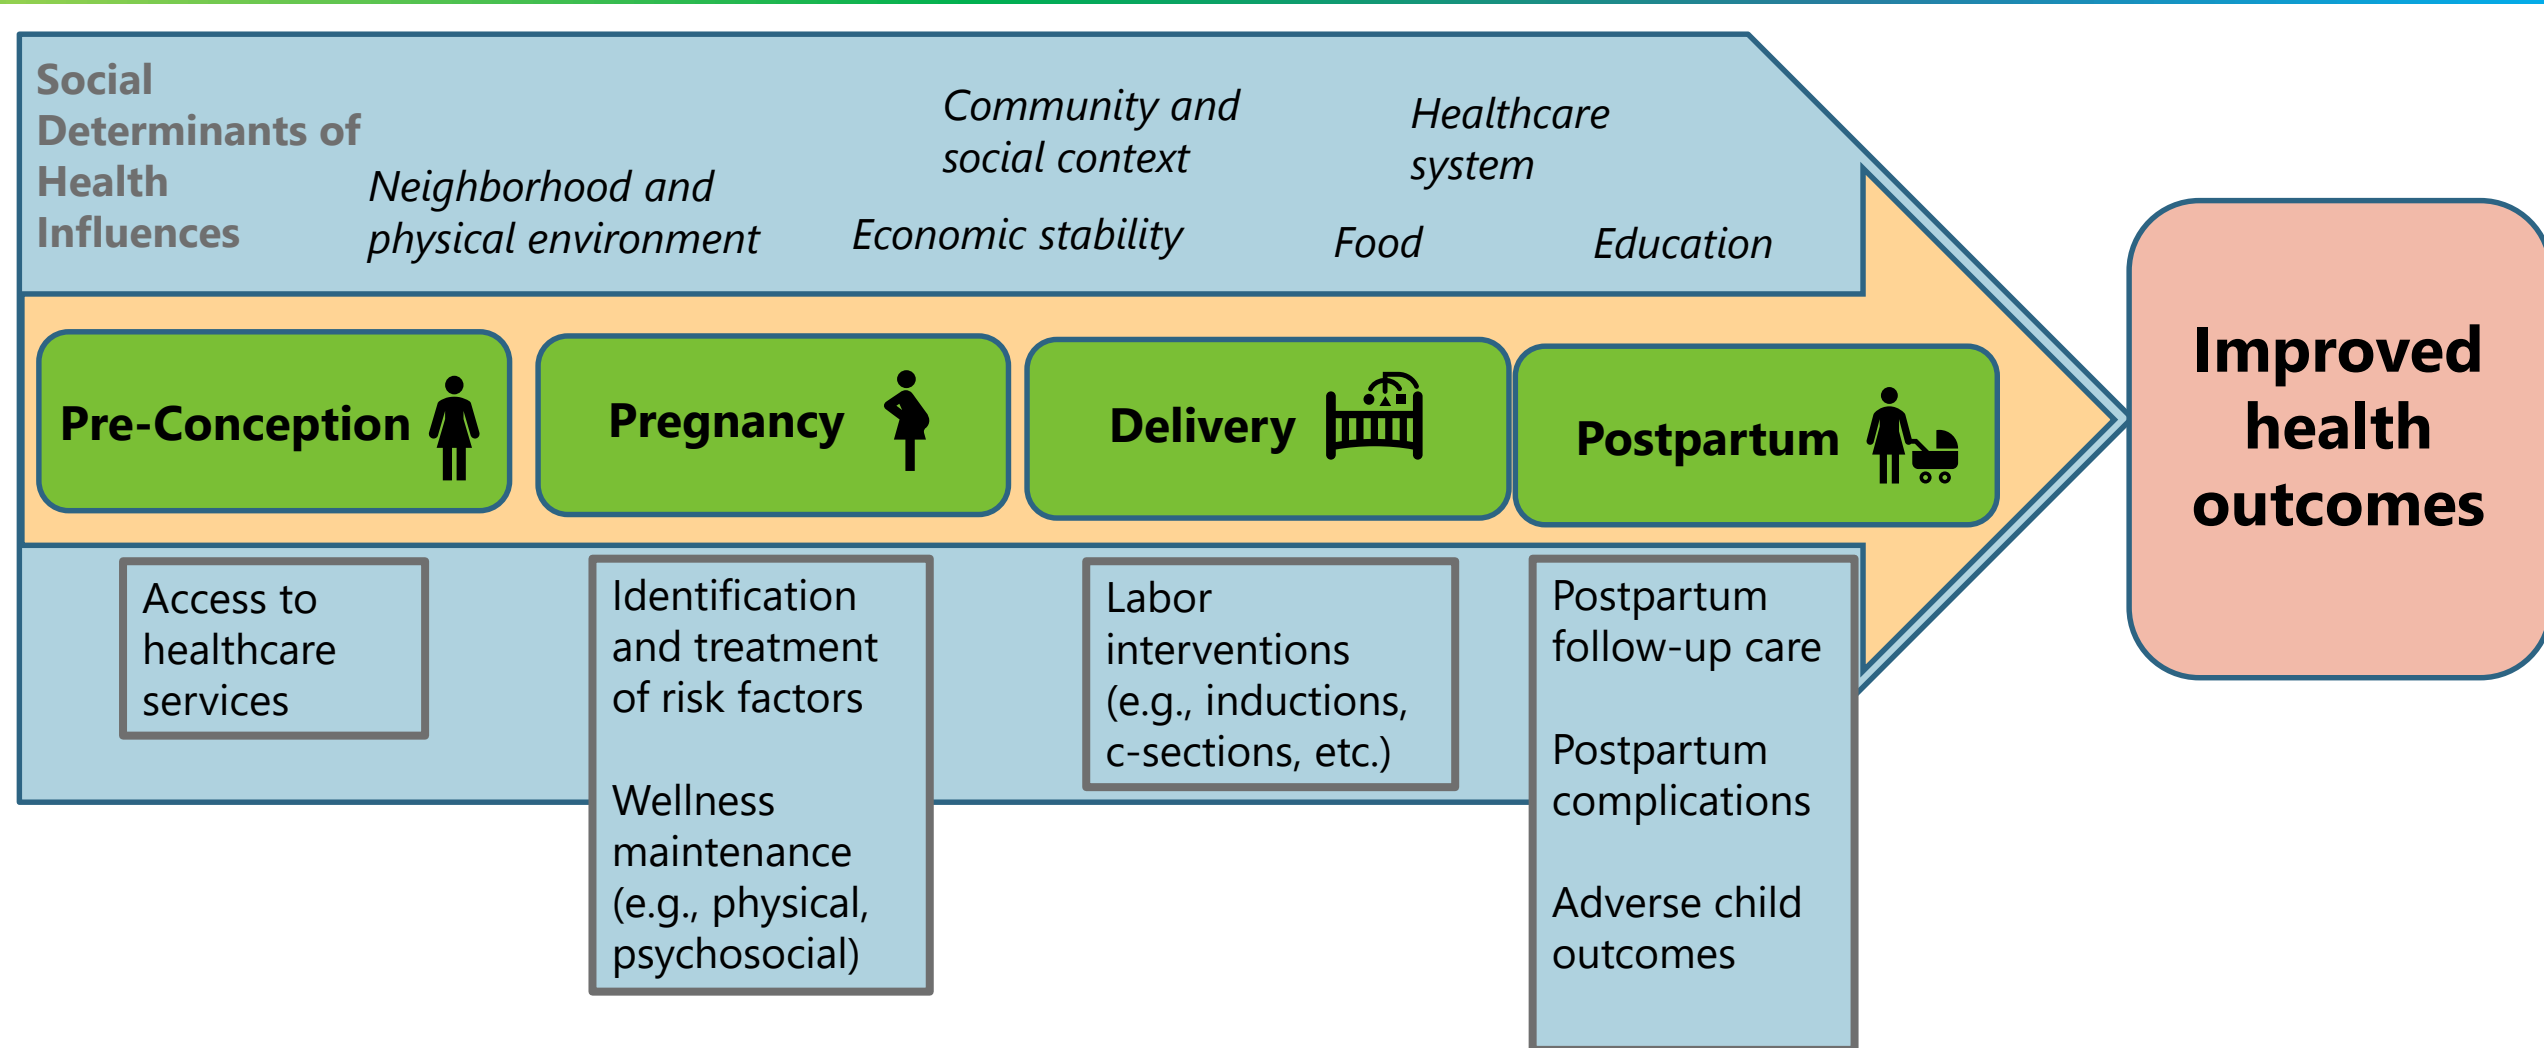 Social
Determinants of
Health
Influences
Neighborhood and
physical environment
Community and
social context
Economic stability
Healthcare
system
Food
Education
Pre-Conception
Pregnancy
Delivery
Postpartum
Improved
health
outcomes
Access to
healthcare
services
Identification
and treatment
of risk factors
Wellness
maintenance
(e.g., physical,
psychosocial)
Labor
interventions
(e.g., inductions,
c-sections, etc.)
Postpartum
follow-up care
Postpartum
complications
Adverse child
outcomes